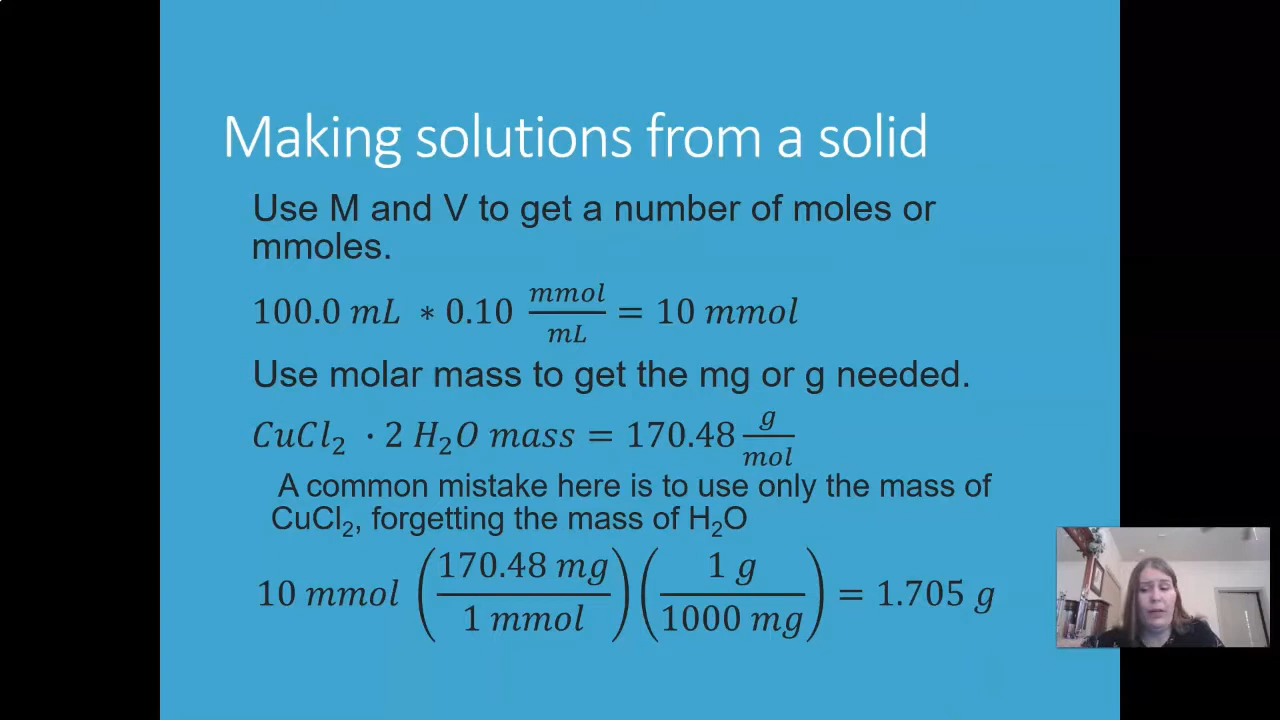 Making solutions from a solid
Use M and V to get a number of moles or
mmoles.
100.0 mL * 0.10 mmol/mL = 10 mmol
Use molar mass to get the mg or g needed.
CuCl₂ · 2 H₂O mass = 170.48 g/mol
A common mistake here is to use only the mass of
CuCl₂, forgetting the mass of H₂O
10 mmol (170.48 mg/1 mmol)(1 g/1000 mg) = 1.705 g